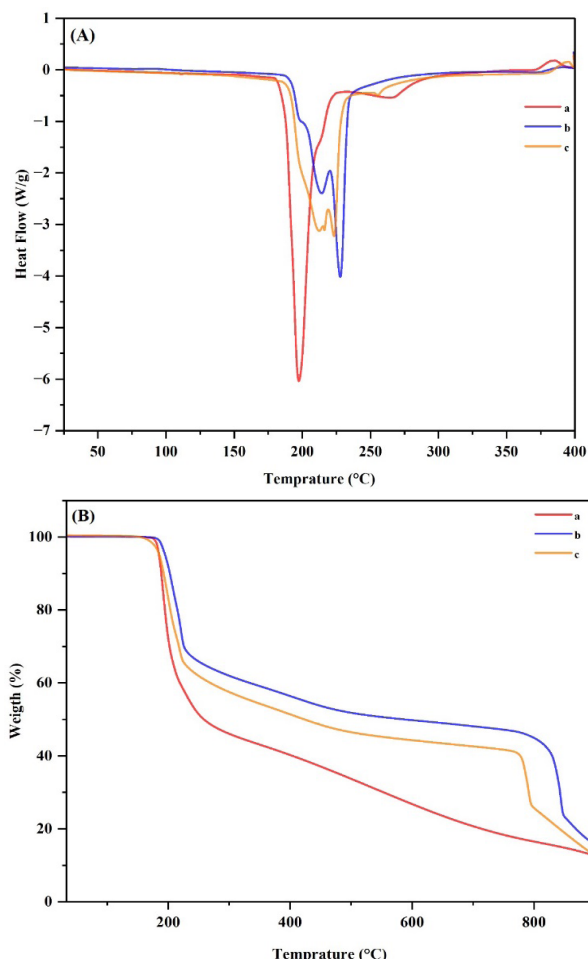 (A)
1
0
−1
−2
−3
−4
−5
−6
−7
Heat Flow (W/g)
a
b
c
50
100
150
200
250
300
350
400
Temprature (°C)
(B)
a
b
c
100
80
60
40
20
0
Weigth (%)
200
400
600
800
Temprature (°C)